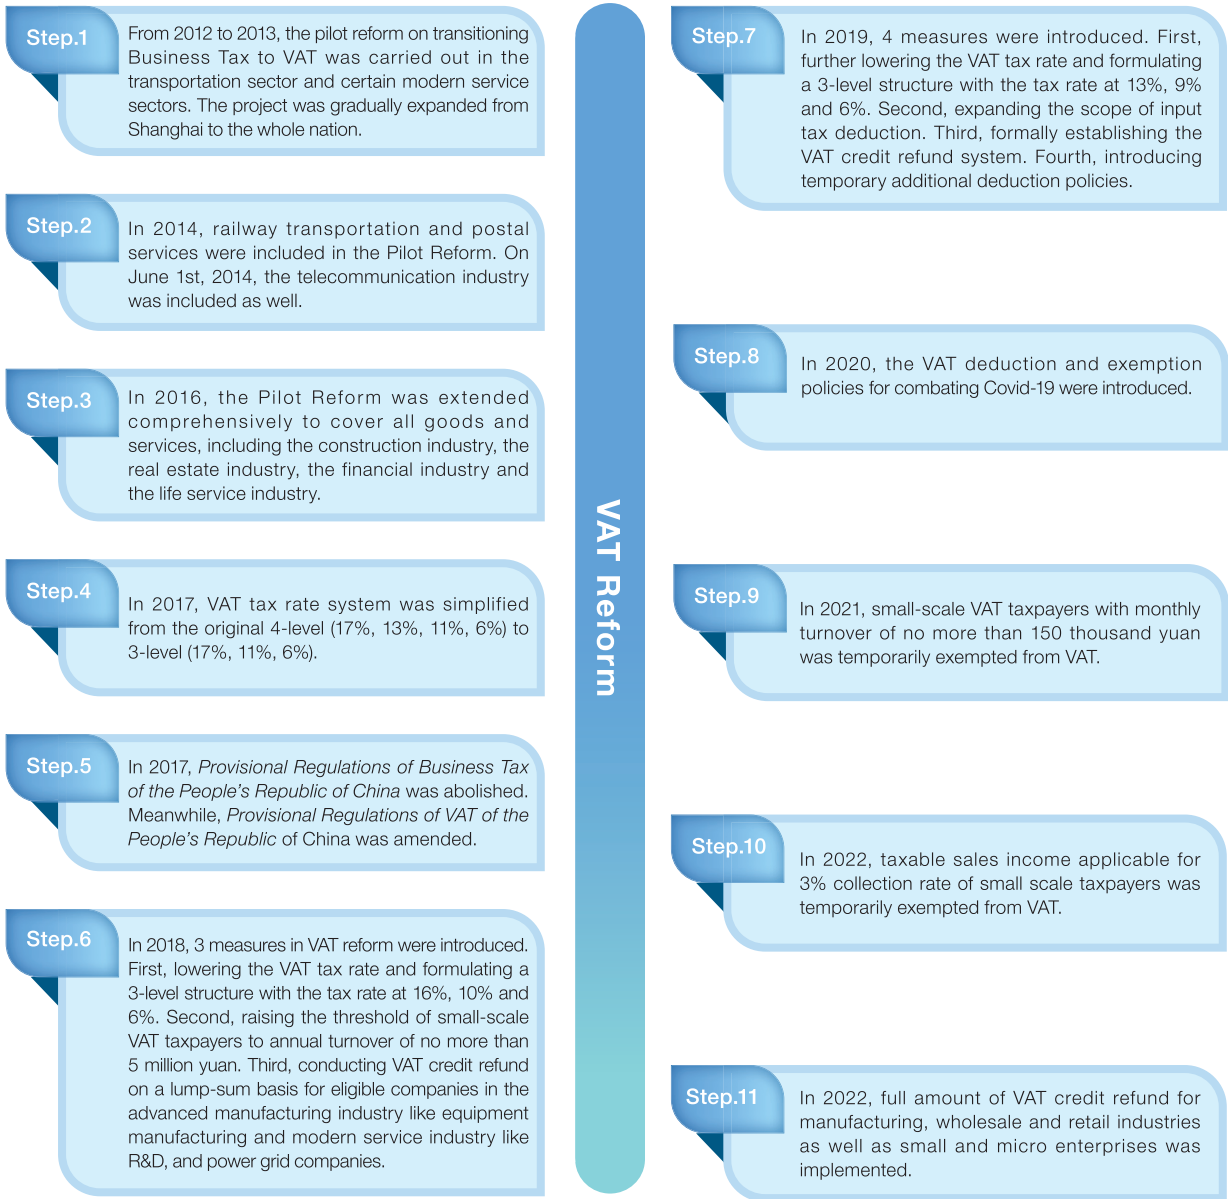 Step.1
From 2012 to 2013, the pilot reform on transitioning
Business Tax to VAT was carried out in the
transportation sector and certain modern service
sectors. The project was gradually expanded from
Shanghai to the whole nation.
Step.2
In 2014, railway transportation and postal
services were included in the Pilot Reform. On
June 1st, 2014, the telecommunication industry
was included as well.
Step.3
In 2016, the Pilot Reform was extended
comprehensively to cover all goods and
services, including the construction industry, the
real estate industry, the financial industry and
the life service industry.
Step.4
In 2017, VAT tax rate system was simplified
from the original 4-level (17%, 13%, 11%, 6%) to
3-level (17%, 11%, 6%).
Step.5
In 2017, Provisional Regulations of Business Tax
of the People's Republic of China was abolished.
Meanwhile, Provisional Regulations of VAT of the
People's Republic of China was amended.
Step.6
In 2018, 3 measures in VAT reform were introduced.
First, lowering the VAT tax rate and formulating a
3-level structure with the tax rate at 16%, 10% and
6%. Second, raising the threshold of small-scale
VAT taxpayers to annual turnover of no more than
5 million yuan. Third, conducting VAT credit refund
on a lump-sum basis for eligible companies in the
advanced manufacturing industry like equipment
manufacturing and modern service industry like
R&D, and power grid companies.
VAT Reform
Step.7
In 2019, 4 measures were introduced. First,
further lowering the VAT tax rate and formulating
a 3-level structure with the tax rate at 13%, 9%
and 6%. Second, expanding the scope of input
tax deduction. Third, formally establishing the
VAT credit refund system. Fourth, introducing
temporary additional deduction policies.
Step.8
In 2020, the VAT deduction and exemption
policies for combating Covid-19 were introduced.
Step.9
In 2021, small-scale VAT taxpayers with monthly
turnover of no more than 150 thousand yuan
was temporarily exempted from VAT.
Step.10
In 2022, taxable sales income applicable for
3% collection rate of small scale taxpayers was
temporarily exempted from VAT.
Step.11
In 2022, full amount of VAT credit refund for
manufacturing, wholesale and retail industries
as well as small and micro enterprises was
implemented.